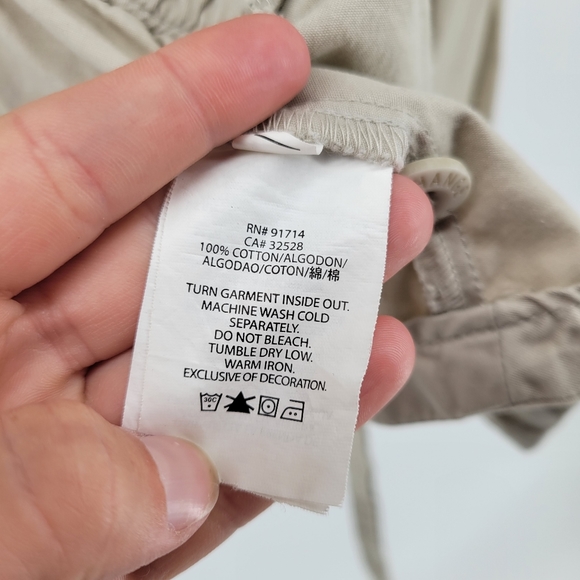 RN# 91714
CA# 32528
100% COTTON/ALGODON/
ALGODAO/COTON/綿/棉
TURN GARMENT INSIDE OUT.
MACHINE WASH COLD
SEPARATELY.
DO NOT BLEACH.
TUMBLE DRY LOW.
WARM IRON.
EXCLUSIVE OF DECORATION.
30C